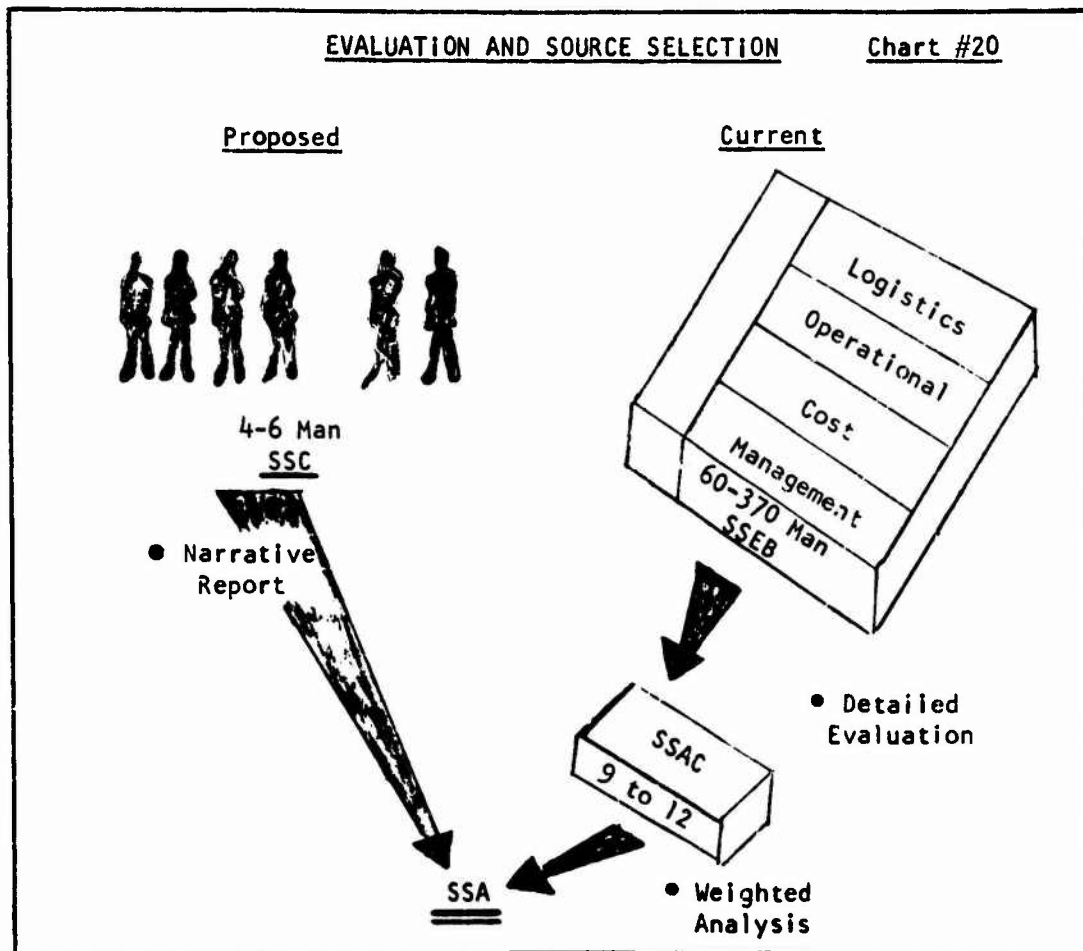 EVALUATION AND SOURCE SELECTION Chart #20
Proposed
Current
4-6 Man
SSC
• Narrative
Report
Logistics
Operational
Cost
Management
60-370 Man
SSEB
• Detailed
Evaluation
SSAC
9 to 12
• Weighted
Analysis
SSA